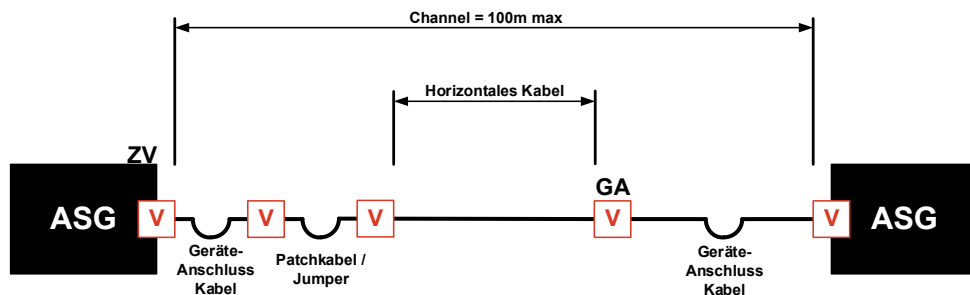 Channel = 100m max
Horizontales Kabel
ZV
GA
ASG
V
V
V
V
V
ASG
Geräte-
Anschluss
Kabel
Patchkabel /
Jumper
Geräte-
Anschluss
Kabel